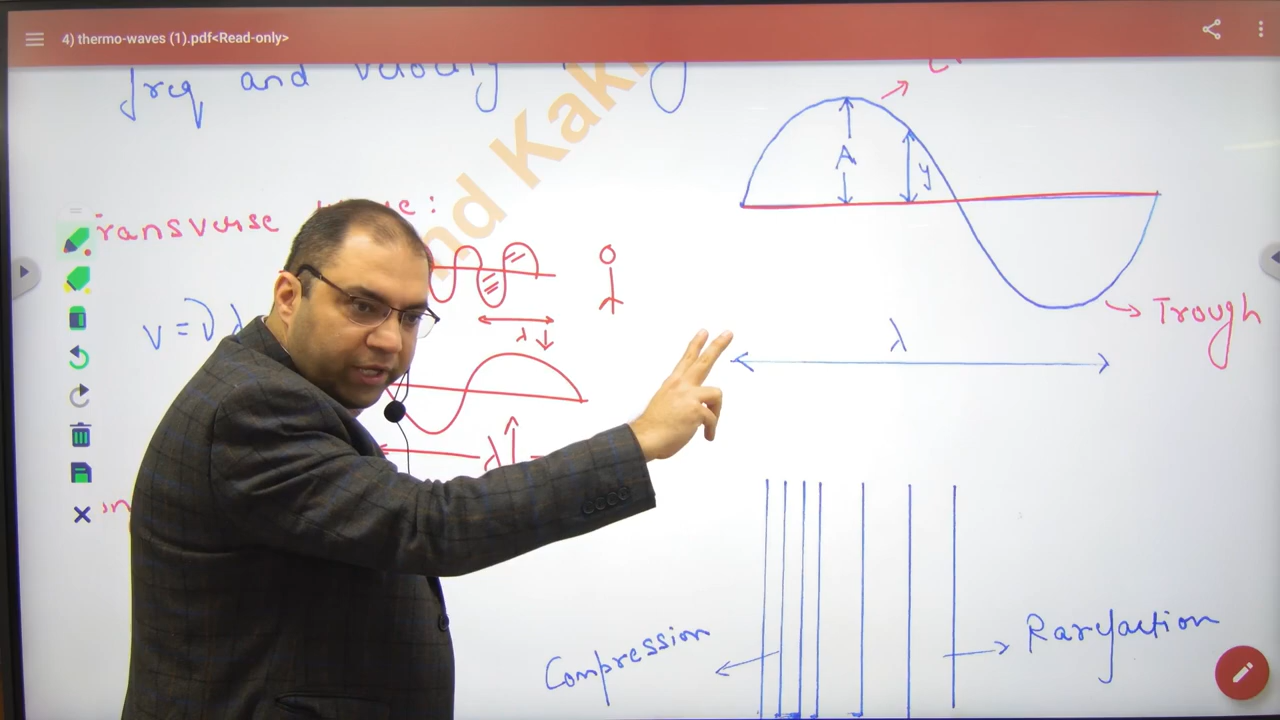 4) thermo-waves (1).pdf<Read-only>
freq and velocity
Transverse
v = ν λ
λ ↓
λ ↑
A
y
Trough
λ
Compression
Rarefaction